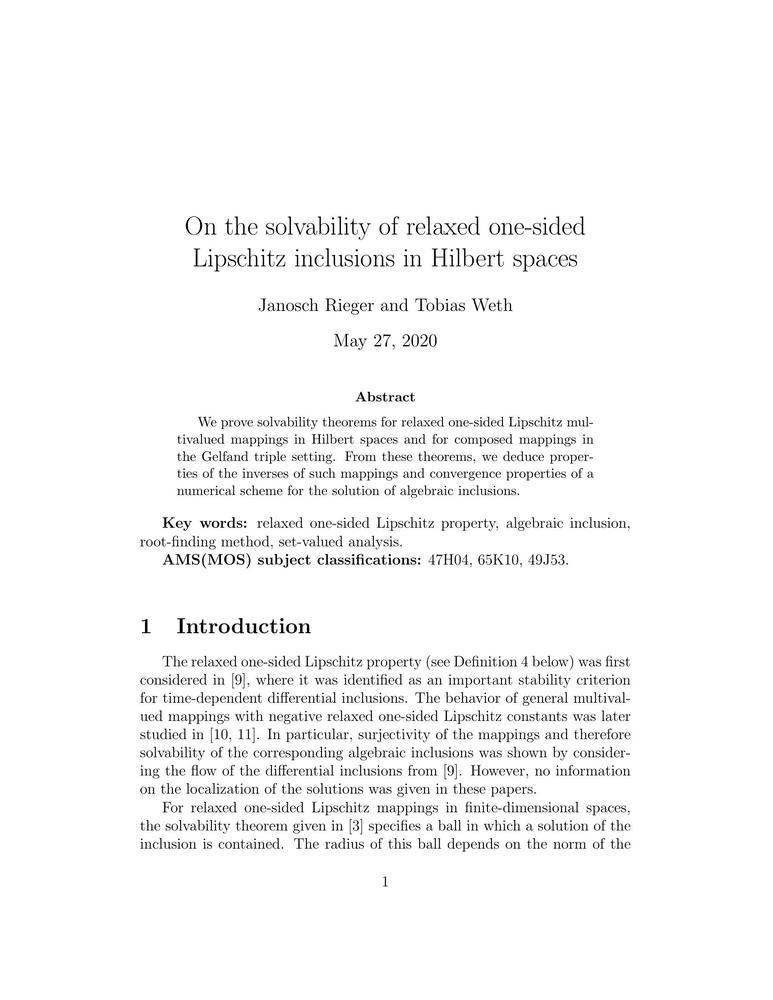 On the solvability of relaxed one-sided
Lipschitz inclusions in Hilbert spaces
Janosch Rieger and Tobias Weth
May 27, 2020
Abstract
We prove solvability theorems for relaxed one-sided Lipschitz mul-
tivalued mappings in Hilbert spaces and for composed mappings in
the Gelfand triple setting. From these theorems, we deduce proper-
ties of the inverses of such mappings and convergence properties of a
numerical scheme for the solution of algebraic inclusions.
Key words: relaxed one-sided Lipschitz property, algebraic inclusion,
root-finding method, set-valued analysis.
AMS(MOS) subject classifications: 47H04, 65K10, 49J53.
1 Introduction
The relaxed one-sided Lipschitz property (see Definition 4 below) was first
considered in [9], where it was identified as an important stability criterion
for time-dependent differential inclusions. The behavior of general multival-
ued mappings with negative relaxed one-sided Lipschitz constants was later
studied in [10, 11]. In particular, surjectivity of the mappings and therefore
solvability of the corresponding algebraic inclusions was shown by consider-
ing the flow of the differential inclusions from [9]. However, no information
on the localization of the solutions was given in these papers.
For relaxed one-sided Lipschitz mappings in finite-dimensional spaces,
the solvability theorem given in [3] specifies a ball in which a solution of the
inclusion is contained. The radius of this ball depends on the norm of the
1